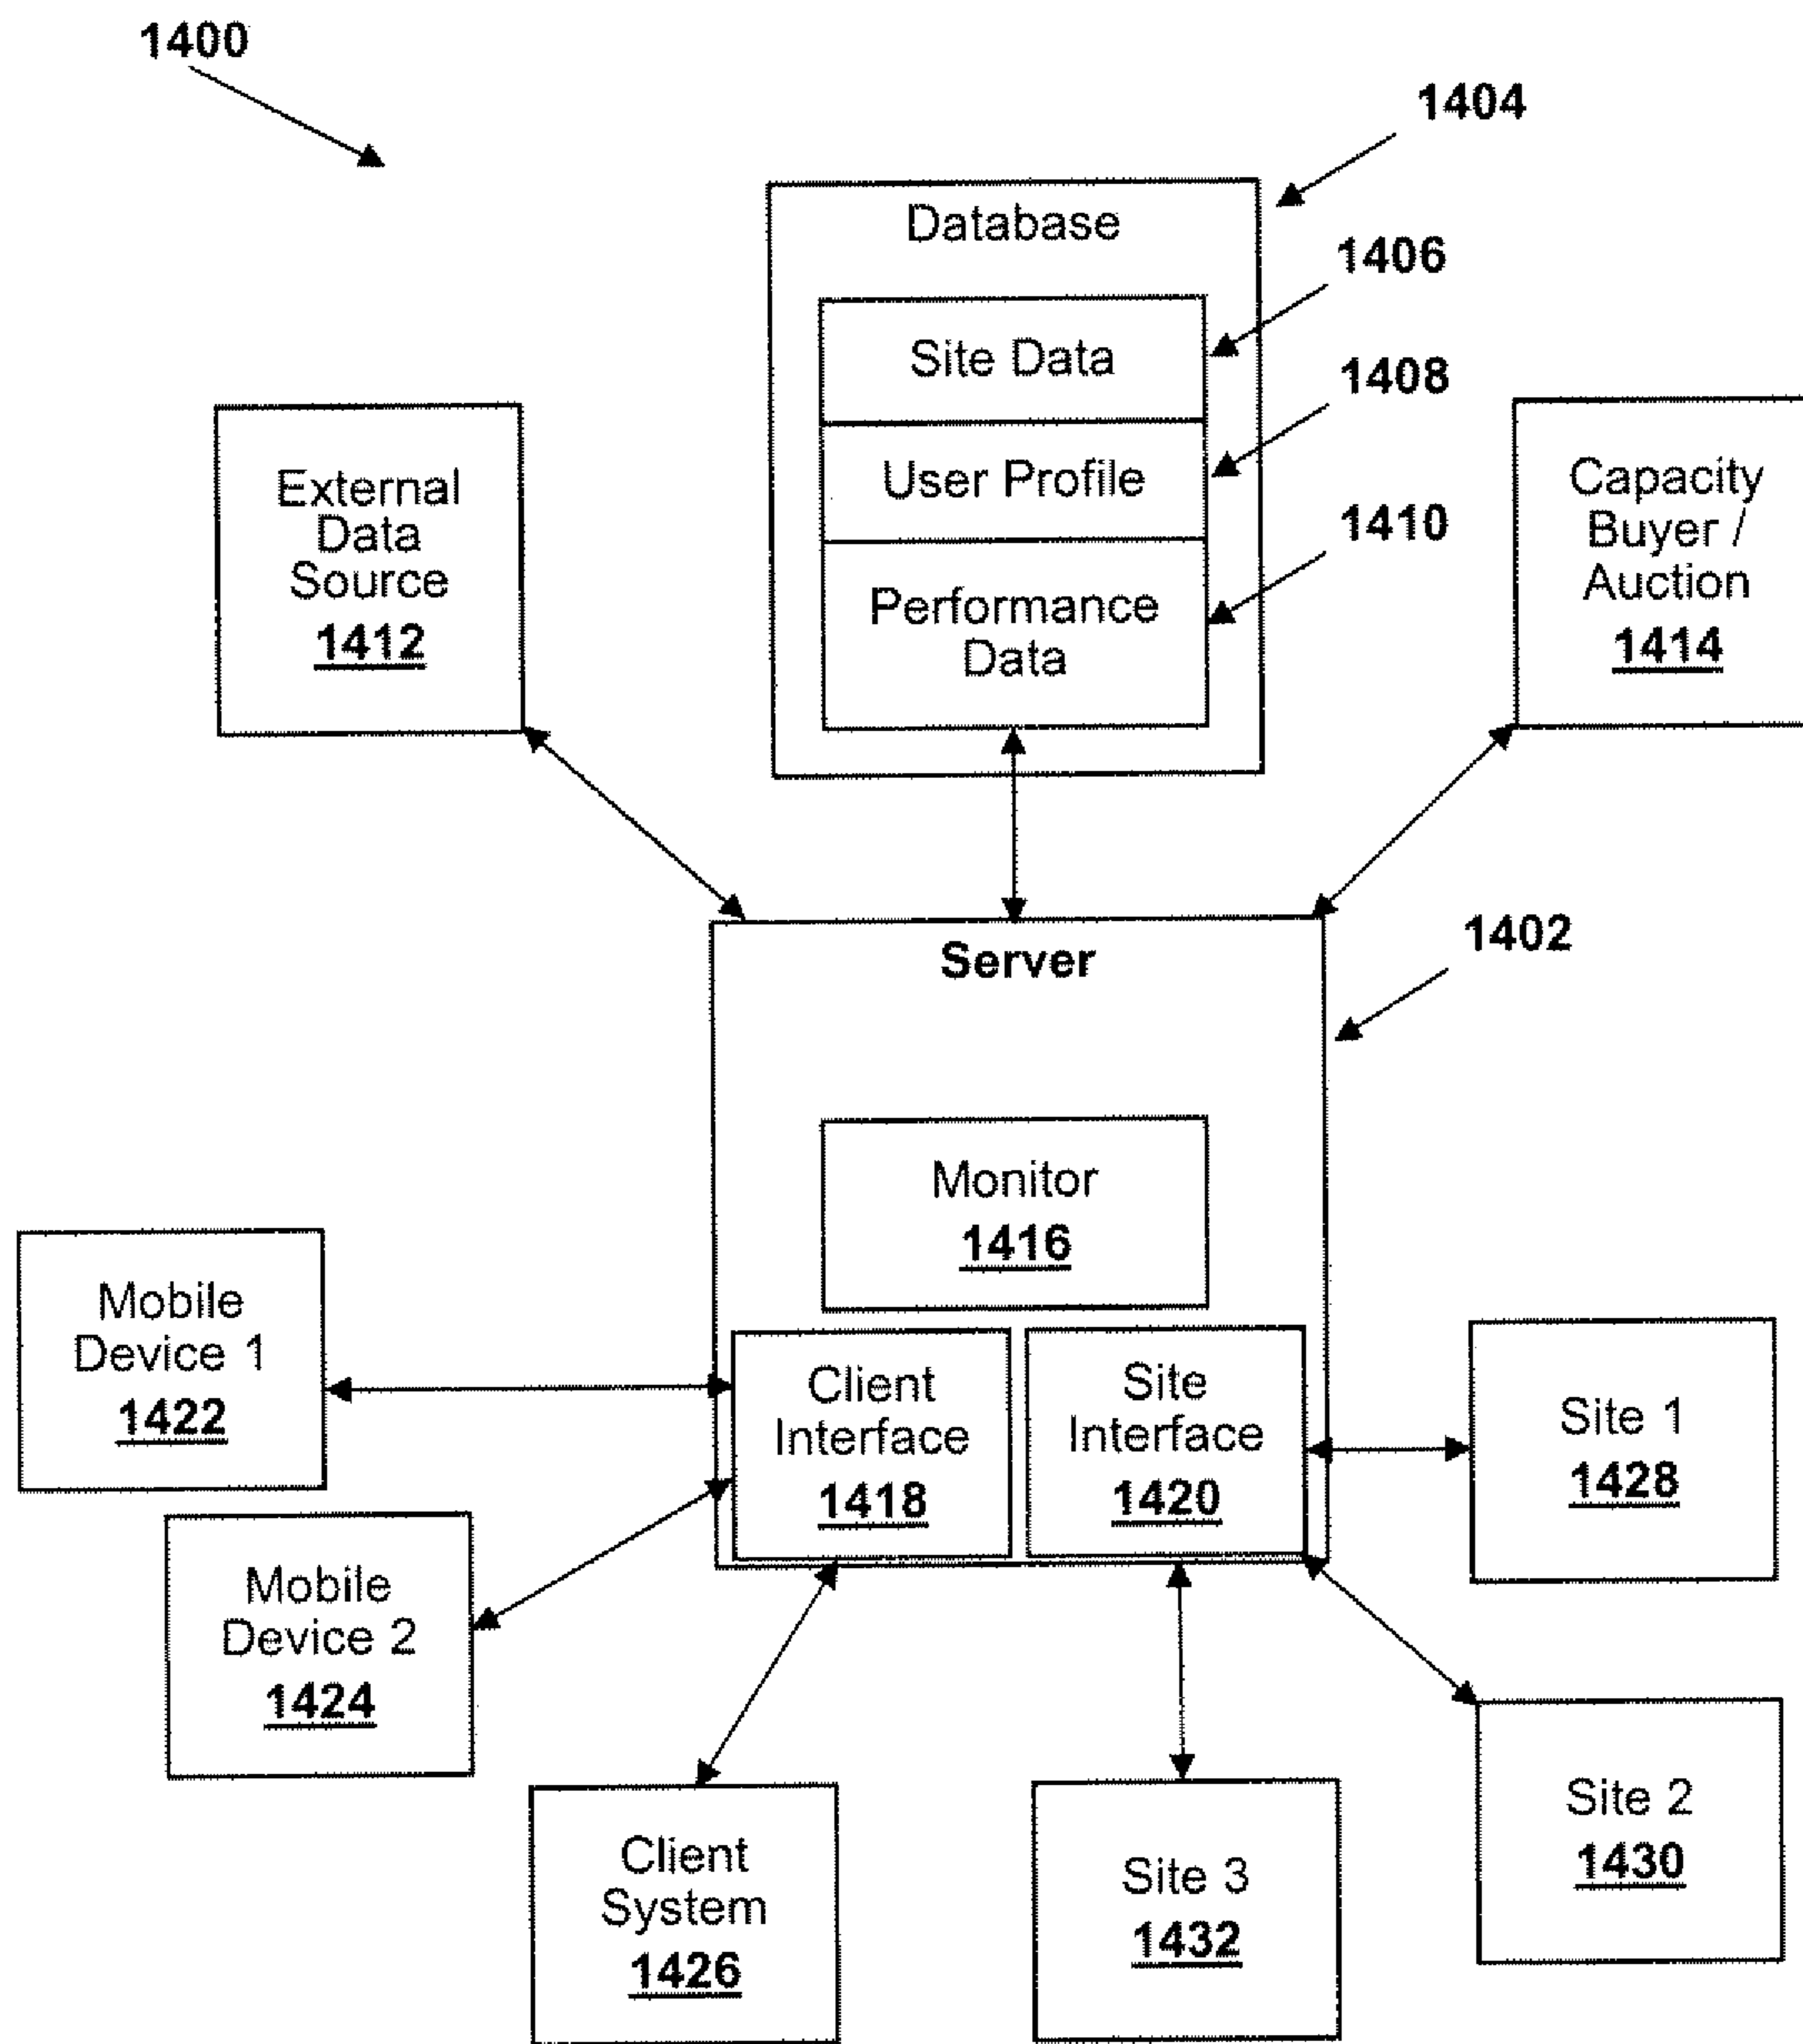 1400
1404
Database
1406
Site Data
1408
User Profile
1410
Performance
Data
External
Data
Source
1412
Capacity
Buyer /
Auction
1414
1402
Server
Monitor
1416
Mobile
Device 1
1422
Client
Interface
1418
Site
Interface
1420
Site 1
1428
Mobile
Device 2
1424
Client
System
1426
Site 3
1432
Site 2
1430